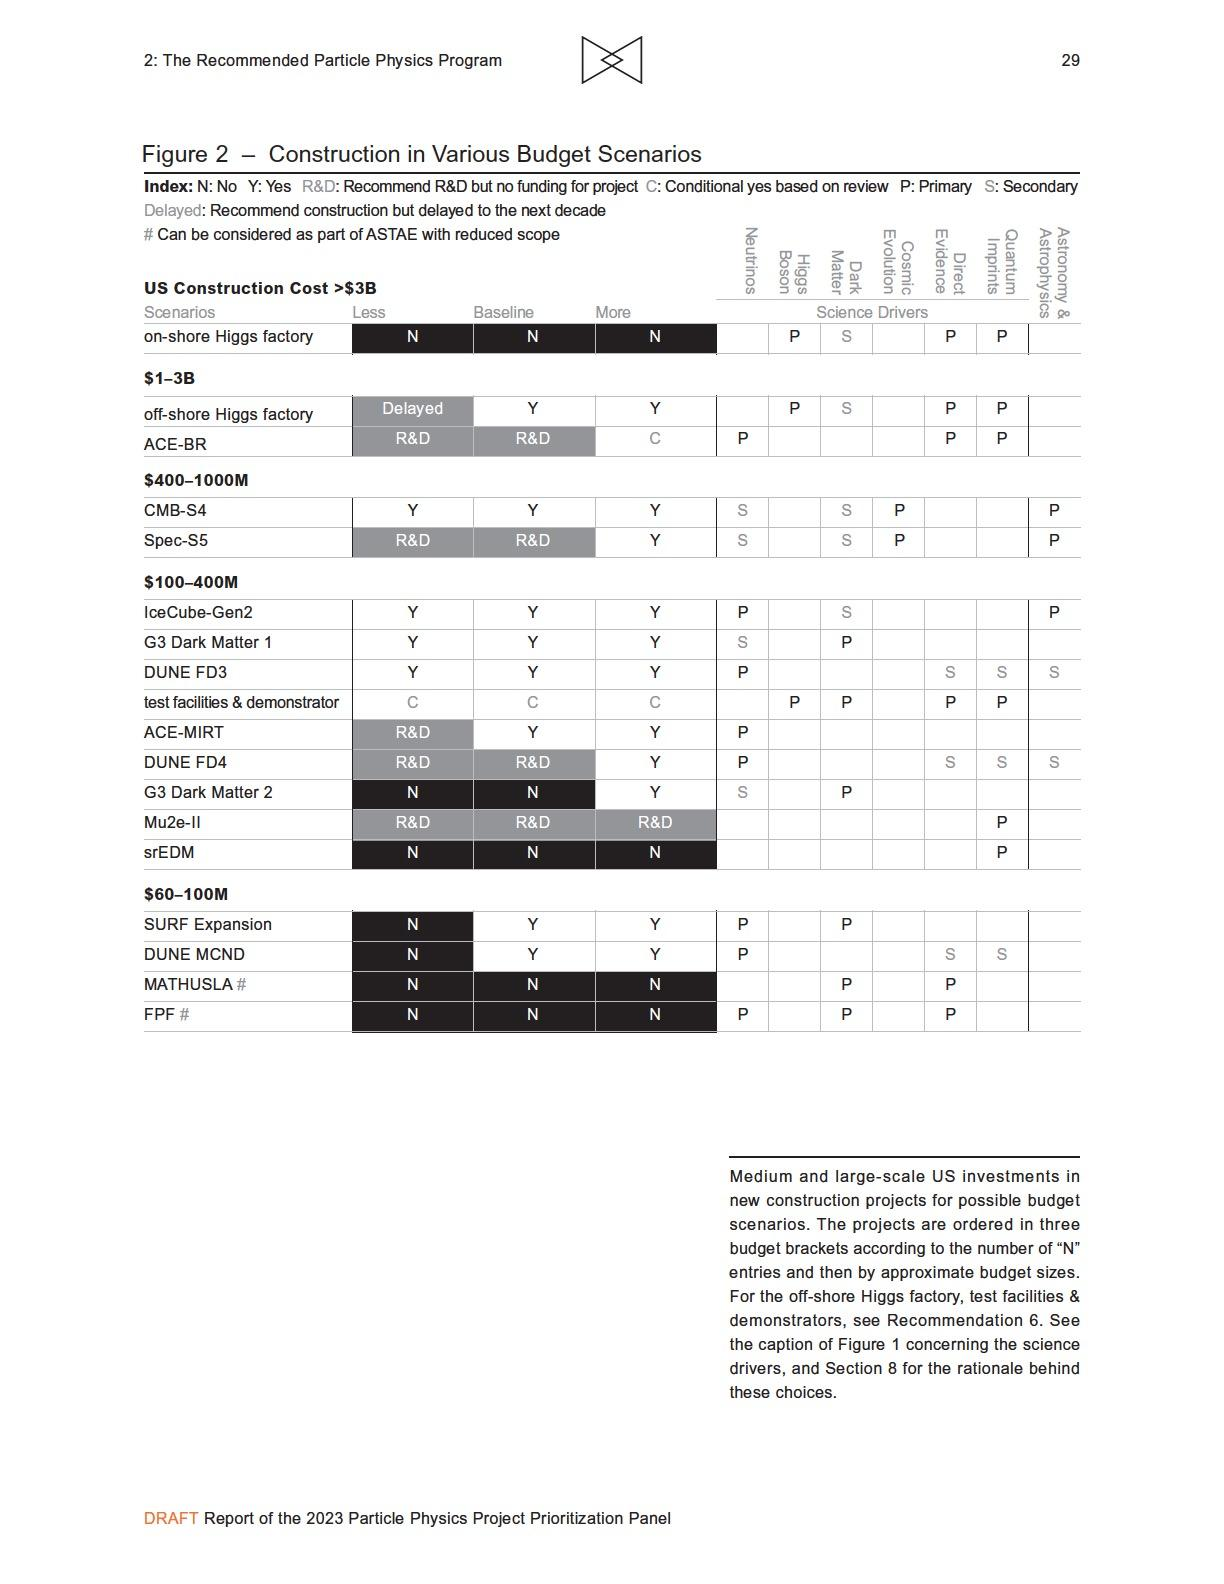 2: The Recommended Particle Physics Program 29
Figure 2 – Construction in Various Budget Scenarios
Index: N: No Y: Yes R&D: Recommend R&D but no funding for project C: Conditional yes based on review P: Primary S: Secondary
Delayed: Recommend construction but delayed to the next decade
# Can be considered as part of ASTAE with reduced scope
Neutrinos
Higgs
Boson
Dark
Matter
Cosmic
Evolution
Direct
Evidence
Quantum
Imprints
Astronomy &
Astrophysics
US Construction Cost >$3B
Scenarios Less Baseline More Science Drivers
on-shore Higgs factory N N N P S P P
$1–3B
off-shore Higgs factory Delayed Y Y P S P P
ACE-BR R&D R&D C P P P
$400–1000M
CMB-S4 Y Y Y S S P P
Spec-S5 R&D R&D Y S S P P
$100–400M
IceCube-Gen2 Y Y Y P S P
G3 Dark Matter 1 Y Y Y S P
DUNE FD3 Y Y Y P S S S
test facilities & demonstrator C C C P P P P
ACE-MIRT R&D Y Y P
DUNE FD4 R&D R&D Y P S S S
G3 Dark Matter 2 N N Y S P
Mu2e-II R&D R&D R&D P
srEDM N N N P
$60–100M
SURF Expansion N Y Y P P
DUNE MCND N Y Y P S S
MATHUSLA # N N N P P
FPF # N N N P P P
Medium and large-scale US investments in
new construction projects for possible budget
scenarios. The projects are ordered in three
budget brackets according to the number of “N”
entries and then by approximate budget sizes.
For the off-shore Higgs factory, test facilities &
demonstrators, see Recommendation 6. See
the caption of Figure 1 concerning the science
drivers, and Section 8 for the rationale behind
these choices.
DRAFT Report of the 2023 Particle Physics Project Prioritization Panel